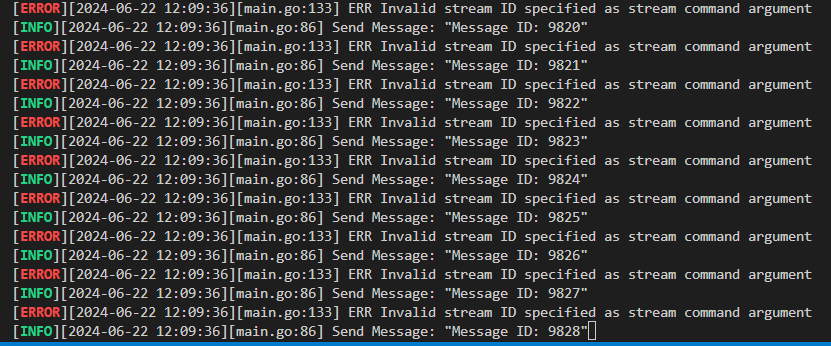 [ERROR][2024-06-22 12:09:36][main.go:133] ERR Invalid stream ID specified as stream command argument
[INFO][2024-06-22 12:09:36][main.go:86] Send Message: "Message ID: 9820"
[ERROR][2024-06-22 12:09:36][main.go:133] ERR Invalid stream ID specified as stream command argument
[INFO][2024-06-22 12:09:36][main.go:86] Send Message: "Message ID: 9821"
[ERROR][2024-06-22 12:09:36][main.go:133] ERR Invalid stream ID specified as stream command argument
[INFO][2024-06-22 12:09:36][main.go:86] Send Message: "Message ID: 9822"
[ERROR][2024-06-22 12:09:36][main.go:133] ERR Invalid stream ID specified as stream command argument
[INFO][2024-06-22 12:09:36][main.go:86] Send Message: "Message ID: 9823"
[ERROR][2024-06-22 12:09:36][main.go:133] ERR Invalid stream ID specified as stream command argument
[INFO][2024-06-22 12:09:36][main.go:86] Send Message: "Message ID: 9824"
[ERROR][2024-06-22 12:09:36][main.go:133] ERR Invalid stream ID specified as stream command argument
[INFO][2024-06-22 12:09:36][main.go:86] Send Message: "Message ID: 9825"
[ERROR][2024-06-22 12:09:36][main.go:133] ERR Invalid stream ID specified as stream command argument
[INFO][2024-06-22 12:09:36][main.go:86] Send Message: "Message ID: 9826"
[ERROR][2024-06-22 12:09:36][main.go:133] ERR Invalid stream ID specified as stream command argument
[INFO][2024-06-22 12:09:36][main.go:86] Send Message: "Message ID: 9827"
[ERROR][2024-06-22 12:09:36][main.go:133] ERR Invalid stream ID specified as stream command argument
[INFO][2024-06-22 12:09:36][main.go:86] Send Message: "Message ID: 9828"